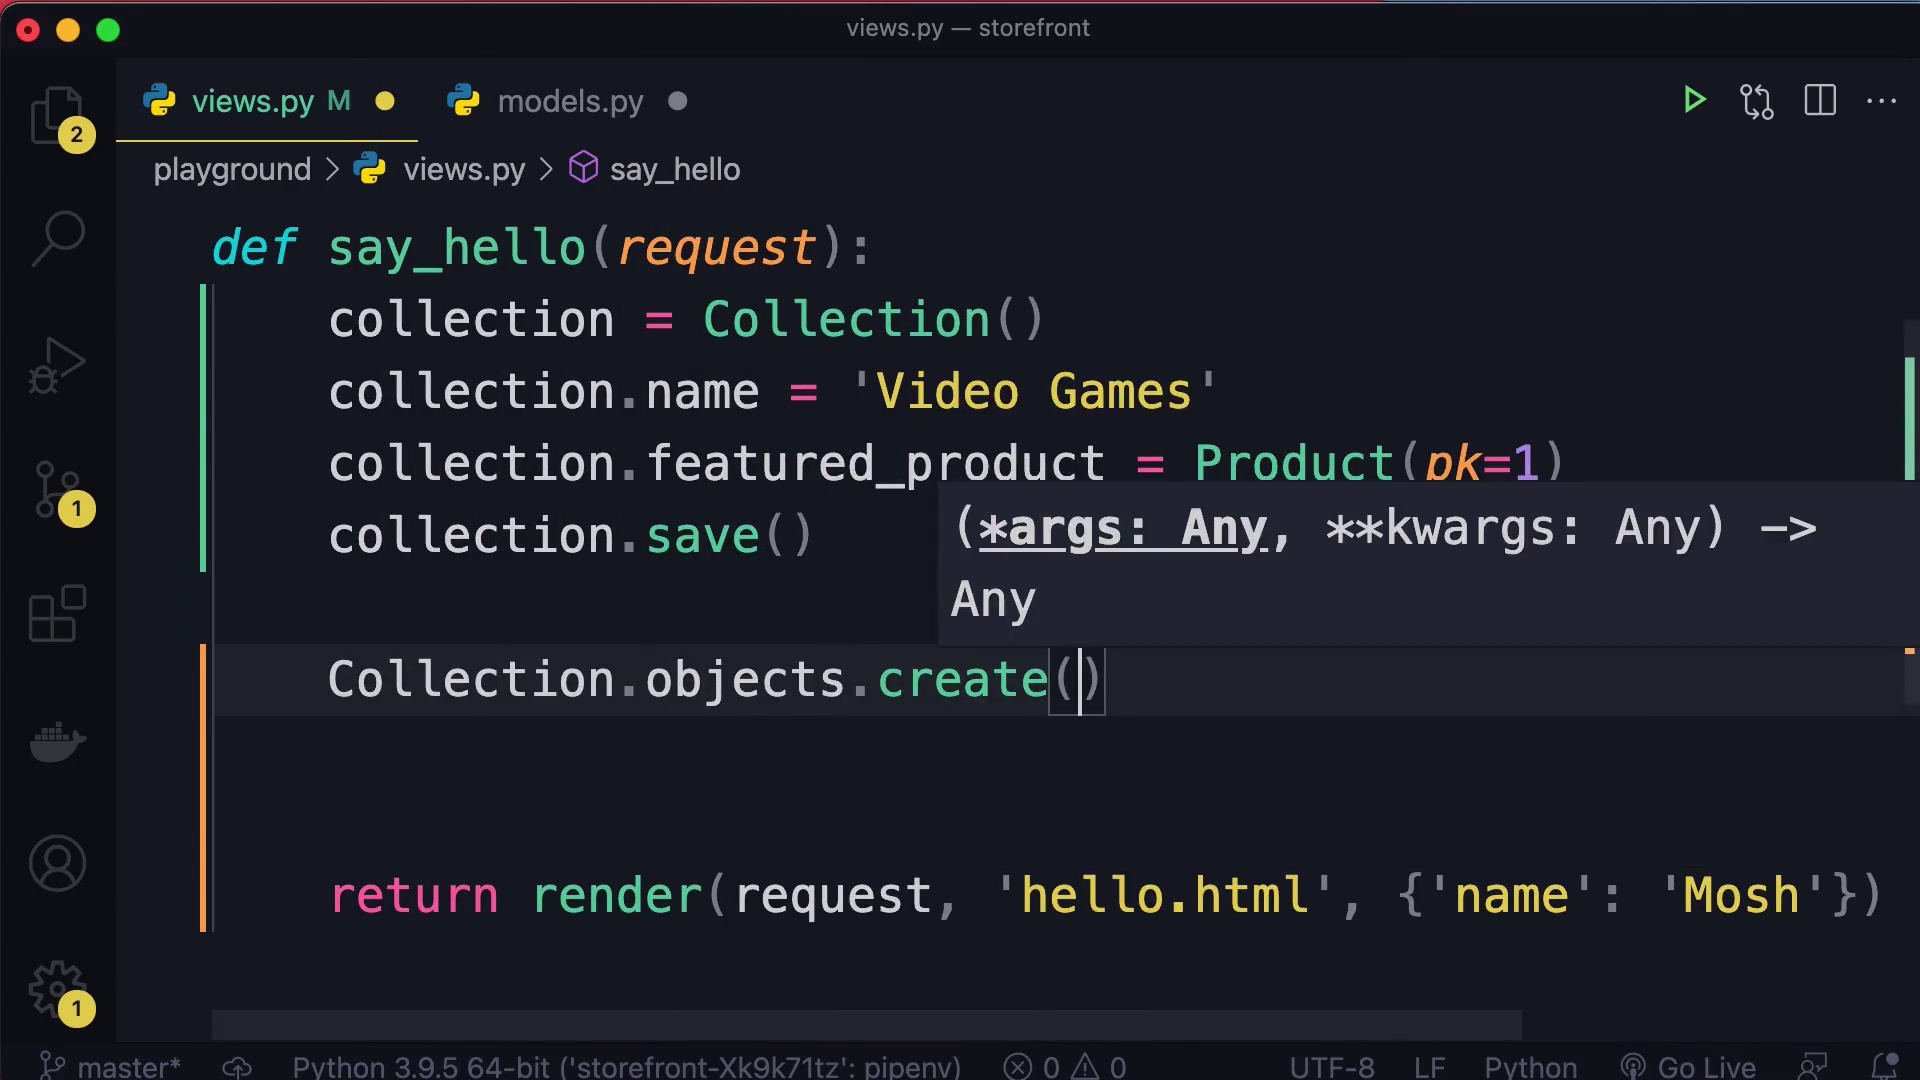 views.py — storefront
views.py M
models.py
2
playground > views.py > say_hello
def say_hello(request):
collection = Collection()
collection.name = 'Video Games'
collection.featured_product = Product(pk=1)
collection.save()
(*args: Any, **kwargs: Any) ->
Any
1
Collection.objects.create()
return render(request, 'hello.html', {'name': 'Mosh'})
1
master*
Python 3.9.5 64-bit ('storefront-Xk9k71tz': pipenv)
0
0
UTF-8
LF
Python
Go Live